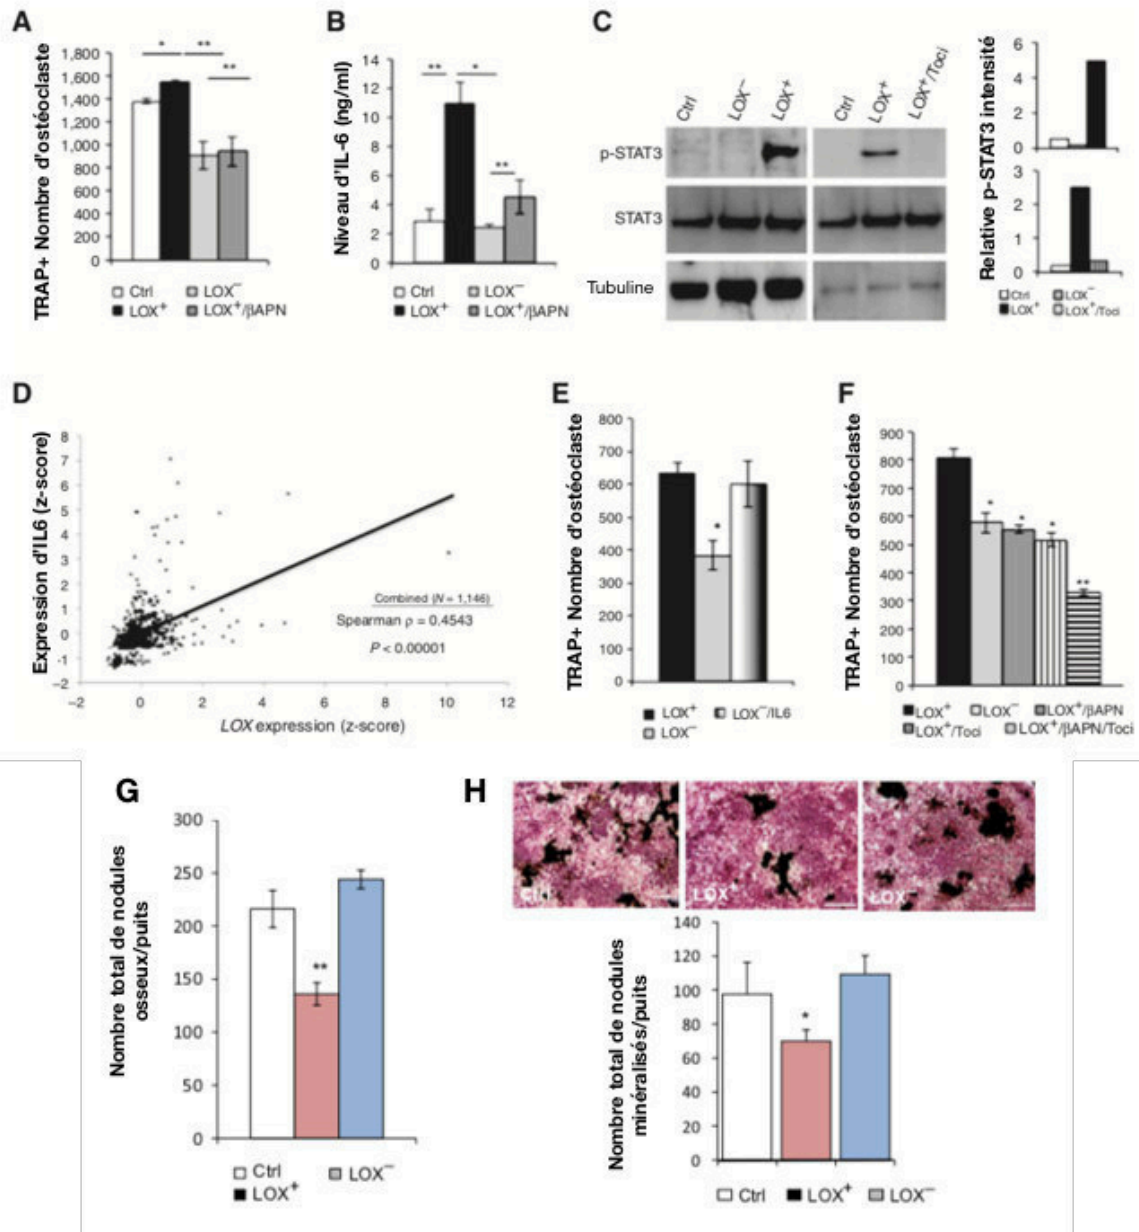 A
TRAP+ Nombre d'ostéoclaste
1,800
1,600
1,400
1,200
1,000
800
600
400
200
0
* ** **
Ctrl LOX⁻
LOX⁺ LOX⁺/βAPN
B
Niveau d'IL-6 (ng/ml)
14
12
10
8
6
4
2
0
** * **
Ctrl LOX⁻
LOX⁺ LOX⁺/βAPN
C
Ctrl LOX⁻ LOX⁺ Ctrl LOX⁺ LOX⁺/Toci
p-STAT3
STAT3
Tubuline
Relative p-STAT3 intensité
6
4
2
0
3
2
1
0
Ctrl LOX⁻
LOX⁺ LOX⁺/Toci
D
Expression d'IL6 (z-score)
8
7
6
5
4
3
2
1
0
-1
−2
Combined (N = 1,146)
Spearman ρ = 0.4543
P < 0.00001
−2 0 2 4 6 8 10 12
LOX expression (z-score)
E
TRAP+ Nombre d'ostéoclaste
800
700
600
500
400
300
200
100
0
*
LOX⁺ LOX⁻/IL6
LOX⁻
F
TRAP+ Nombre d'ostéoclaste
900
800
700
600
500
400
300
200
100
0
* * * **
LOX⁺ LOX⁻ LOX⁺/βAPN
LOX⁺/Toci LOX⁺/βAPN/Toci
G
Nombre total de nodules
osseux/puits
300
250
200
150
100
50
0
**
Ctrl LOX⁻
LOX⁺
H
Ctrl LOX⁺ LOX⁻
Nombre total de nodules
minéralisés/puits
140
120
100
80
60
40
20
0
*
Ctrl LOX⁺ LOX⁻